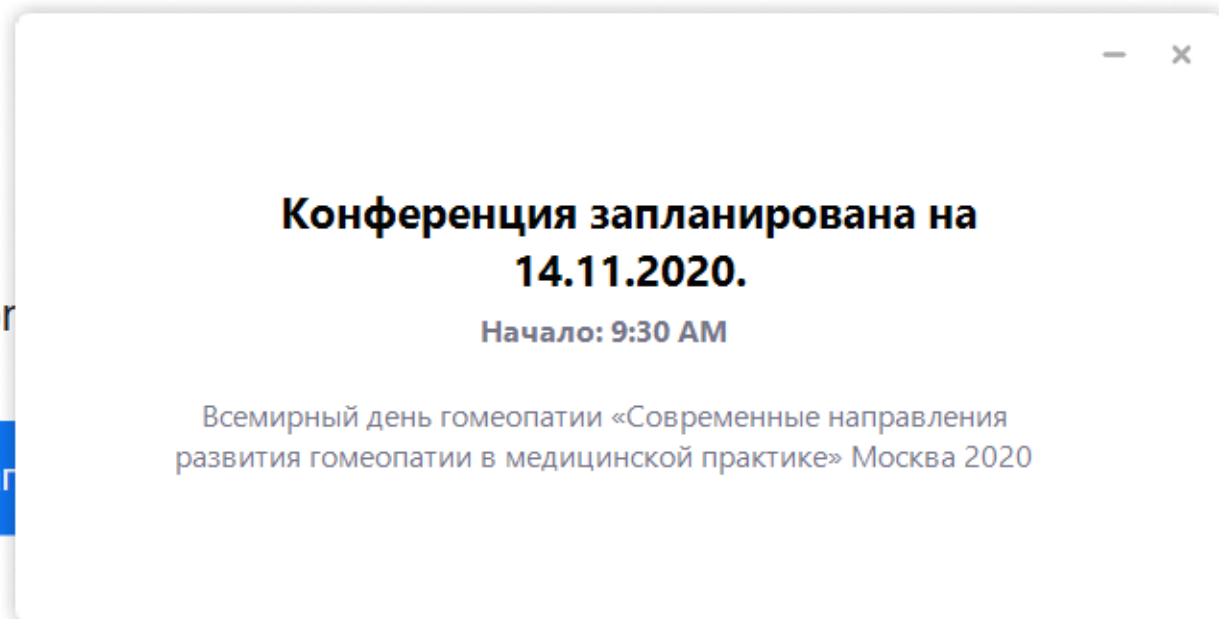 Конференция запланирована на
14.11.2020.
Начало: 9:30 AM
Всемирный день гомеопатии «Современные направления
развития гомеопатии в медицинской практике» Москва 2020